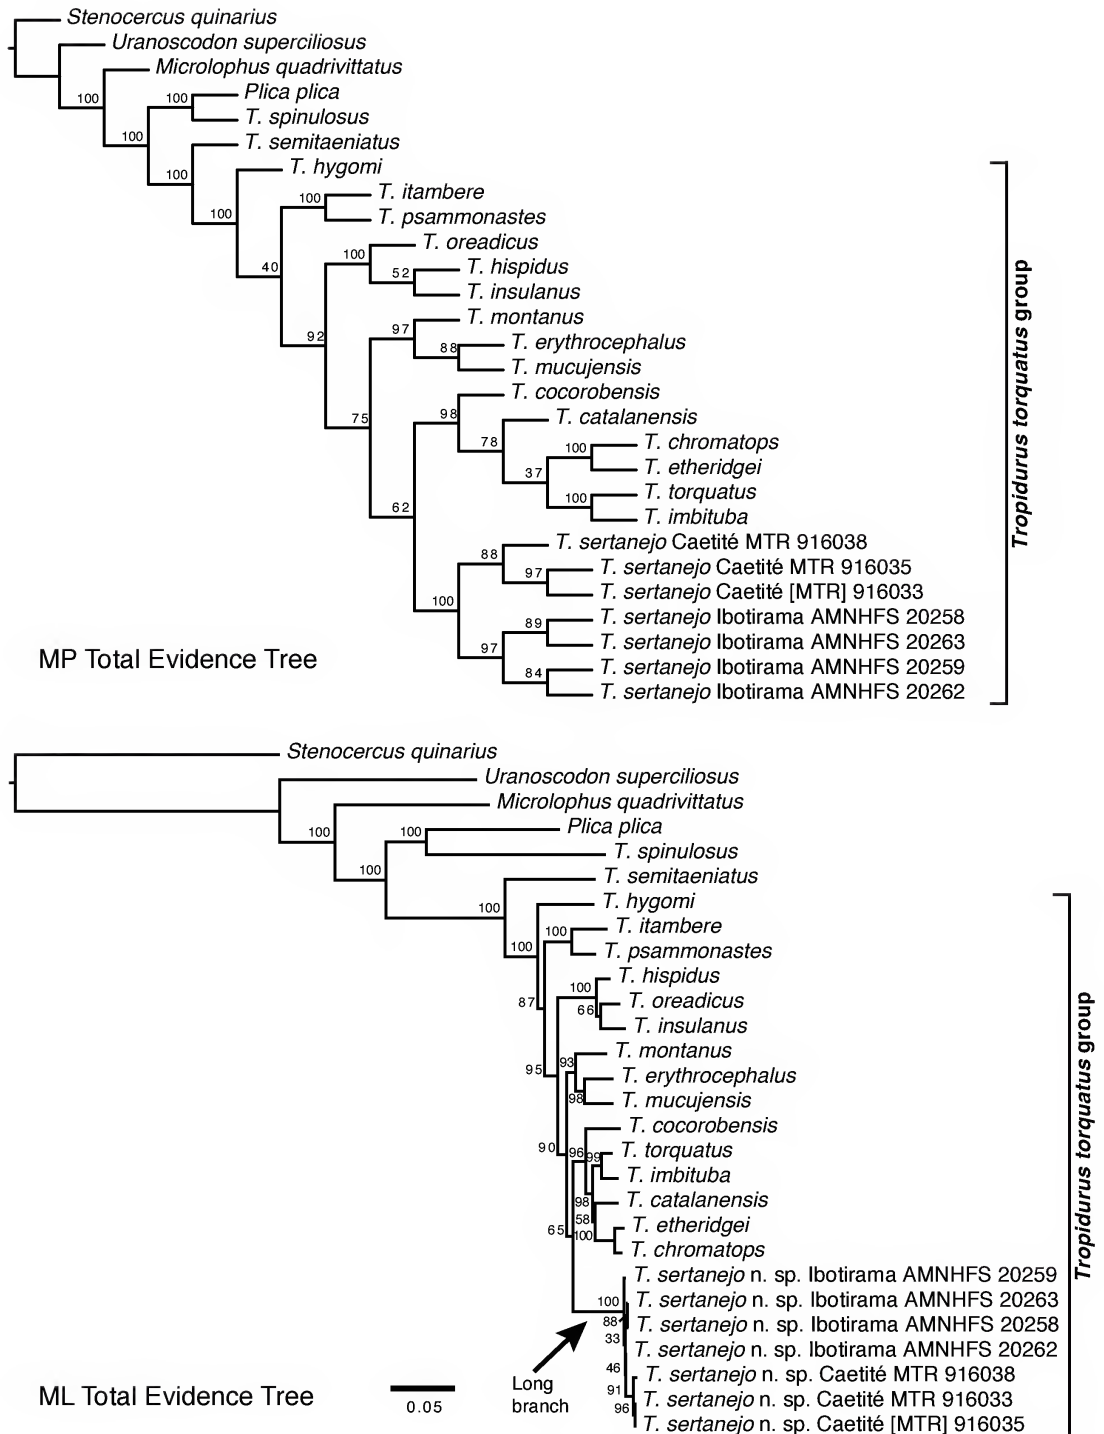 Stenocercus quinarius
Uranoscodon superciliosus
Microlophus quadrivittatus
100
100
Plica plica
T. spinulosus
100
T. semitaeniatus
100
T. hygomi
100
100
T. itambere
T. psammonastes
40
100
T. oreadicus
52
T. hispidus
T. insulanus
92
97
T. montanus
88
T. erythrocephalus
T. mucujensis
75
98
T. cocorobensis
78
T. catalanensis
37
100
T. chromatops
T. etheridgei
100
T. torquatus
T. imbituba
62
88
T. sertanejo Caetité MTR 916038
97
T. sertanejo Caetité MTR 916035
T. sertanejo Caetité [MTR] 916033
100
89
T. sertanejo Ibotirama AMNHFS 20258
T. sertanejo Ibotirama AMNHFS 20263
97
84
T. sertanejo Ibotirama AMNHFS 20259
T. sertanejo Ibotirama AMNHFS 20262
Tropidurus torquatus group
MP Total Evidence Tree
Stenocercus quinarius
Uranoscodon superciliosus
Microlophus quadrivittatus
100
100
Plica plica
T. spinulosus
100
T. semitaeniatus
100
T. hygomi
100
100
T. itambere
T. psammonastes
87
100
T. hispidus
66
T. oreadicus
T. insulanus
95
93
T. montanus
98
T. erythrocephalus
T. mucujensis
90
96
T. cocorobensis
99
T. torquatus
T. imbituba
98
T. catalanensis
58
100
T. etheridgei
T. chromatops
65
T. sertanejo n. sp. Ibotirama AMNHFS 20259
100
T. sertanejo n. sp. Ibotirama AMNHFS 20263
88
T. sertanejo n. sp. Ibotirama AMNHFS 20258
33
T. sertanejo n. sp. Ibotirama AMNHFS 20262
46
T. sertanejo n. sp. Caetité MTR 916038
91
T. sertanejo n. sp. Caetité MTR 916033
96
T. sertanejo n. sp. Caetité [MTR] 916035
Tropidurus torquatus group
Long
branch
ML Total Evidence Tree
0.05